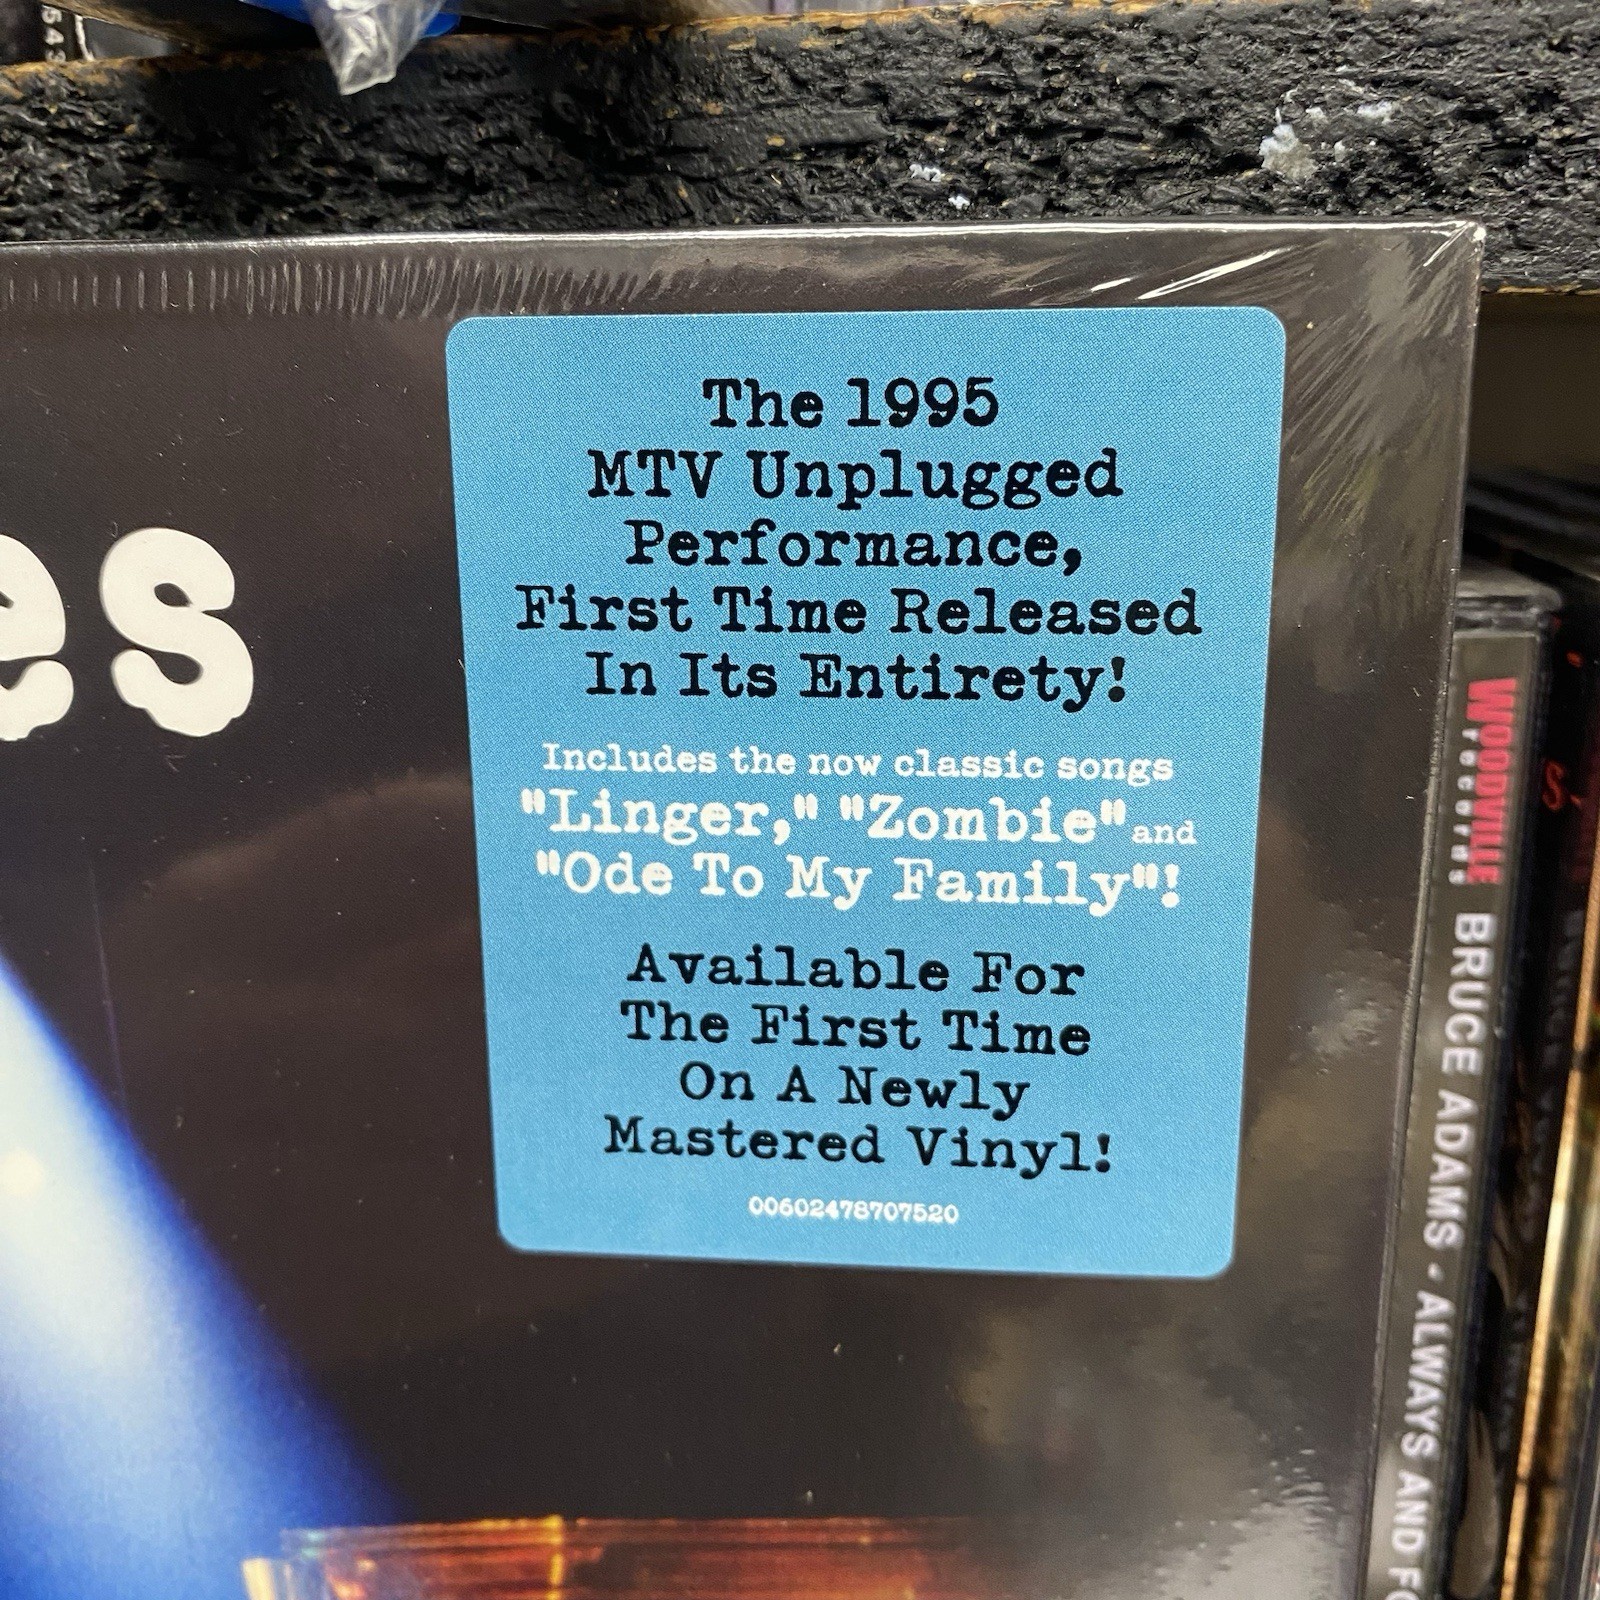 es
The 1995
MTV Unplugged
Performance,
First Time Released
In Its Entirety!
Includes the now classic songs
"Linger," "Zombie" and
"Ode To My Family"!
Available For
The First Time
On A Newly
Mastered Vinyl!
00602478707520
WOODVILLE
records
BRUCE ADAMS · ALWAYS AND FO